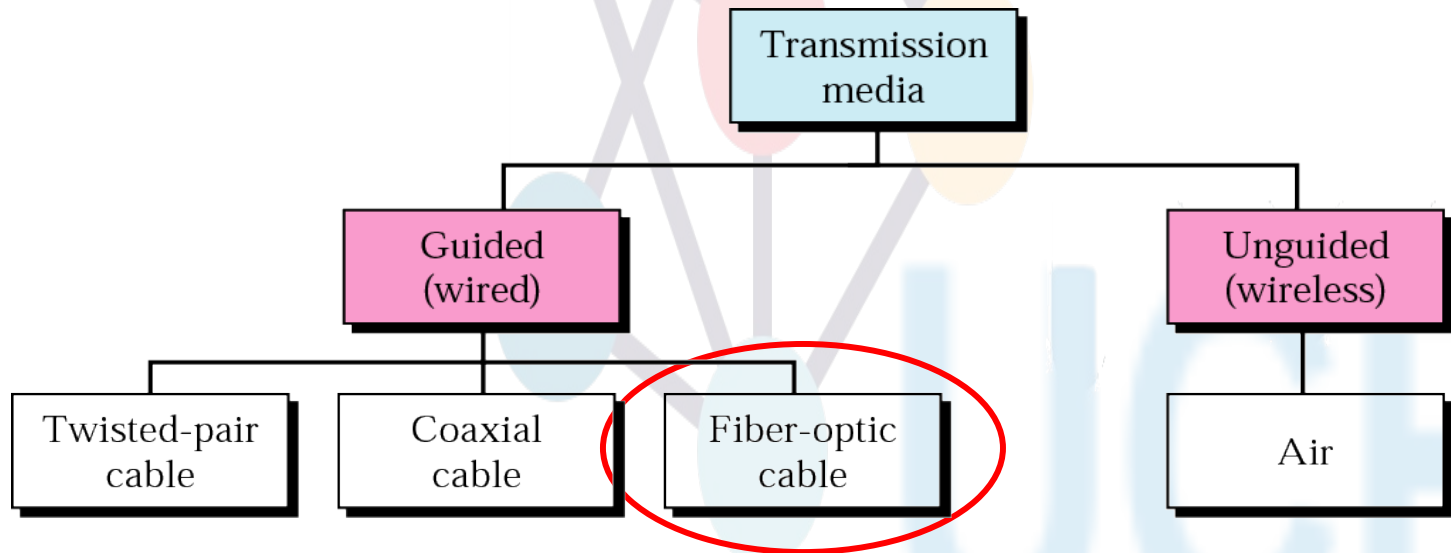 Transmission
media
Guided
(wired)
Unguided
(wireless)
Twisted-pair
cable
Coaxial
cable
Fiber-optic
cable
Air